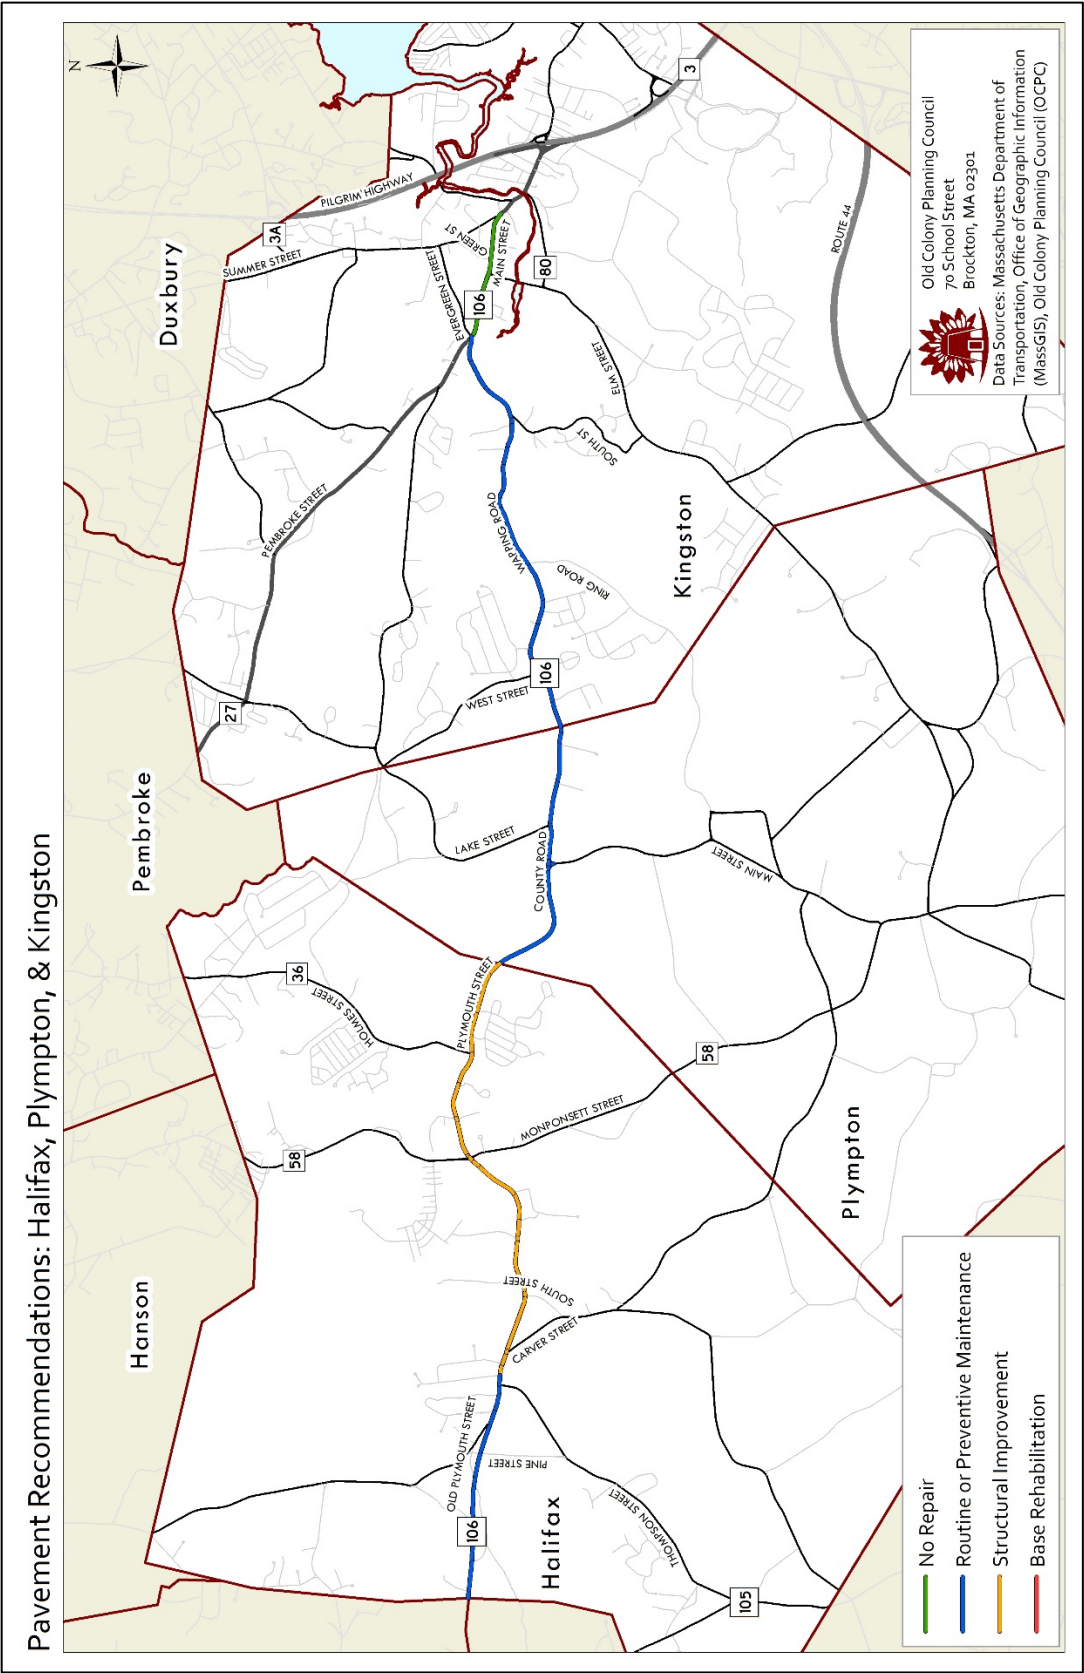 Pavement Recommendations: Halifax, Plympton, & Kingston
N
Hanson
Pembroke
Duxbury
58
36
HOLMES STREET
27
PEMBROKE STREET
SUMMER STREET
3A
PILGRIM HIGHWAY
3
OLD PLYMOUTH STREET
106
PINE STREET
Halifax
THOMPSON STREET
105
CARVER STREET
SOUTH STREET
MONPONSETT STREET
58
PLYMOUTH STREET
COUNTY ROAD
LAKE STREET
MAIN STREET
Plympton
WEST STREET
106
RING ROAD
WAPPING ROAD
Kingston
SOUTH ST
ELM STREET
EVERGREEN STREET
106
GREEN ST
MAIN STREET
80
ROUTE 44
No Repair
Routine or Preventive Maintenance
Structural Improvement
Base Rehabilitation
Old Colony Planning Council
70 School Street
Brockton, MA 02301
Data Sources: Massachusetts Department of
Transportation, Office of Geographic Information
(MassGIS), Old Colony Planning Council (OCPC)